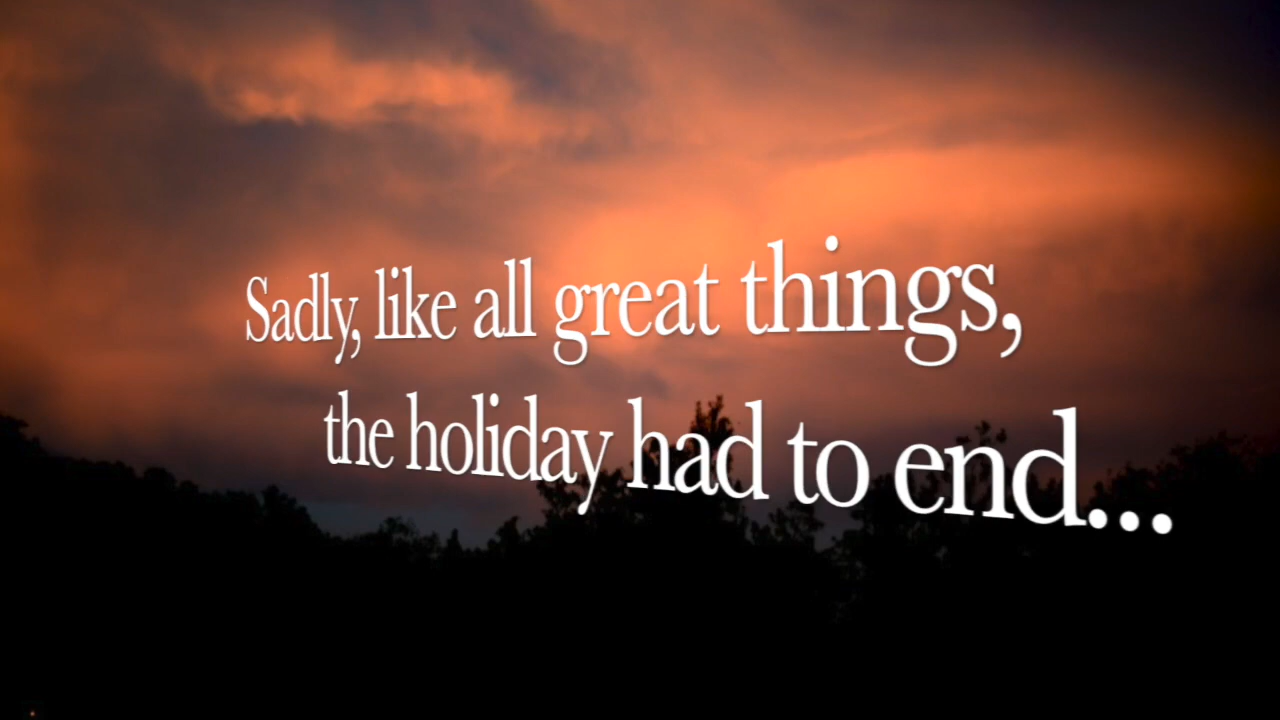 Sadly, like all great things,
the holiday had to end...